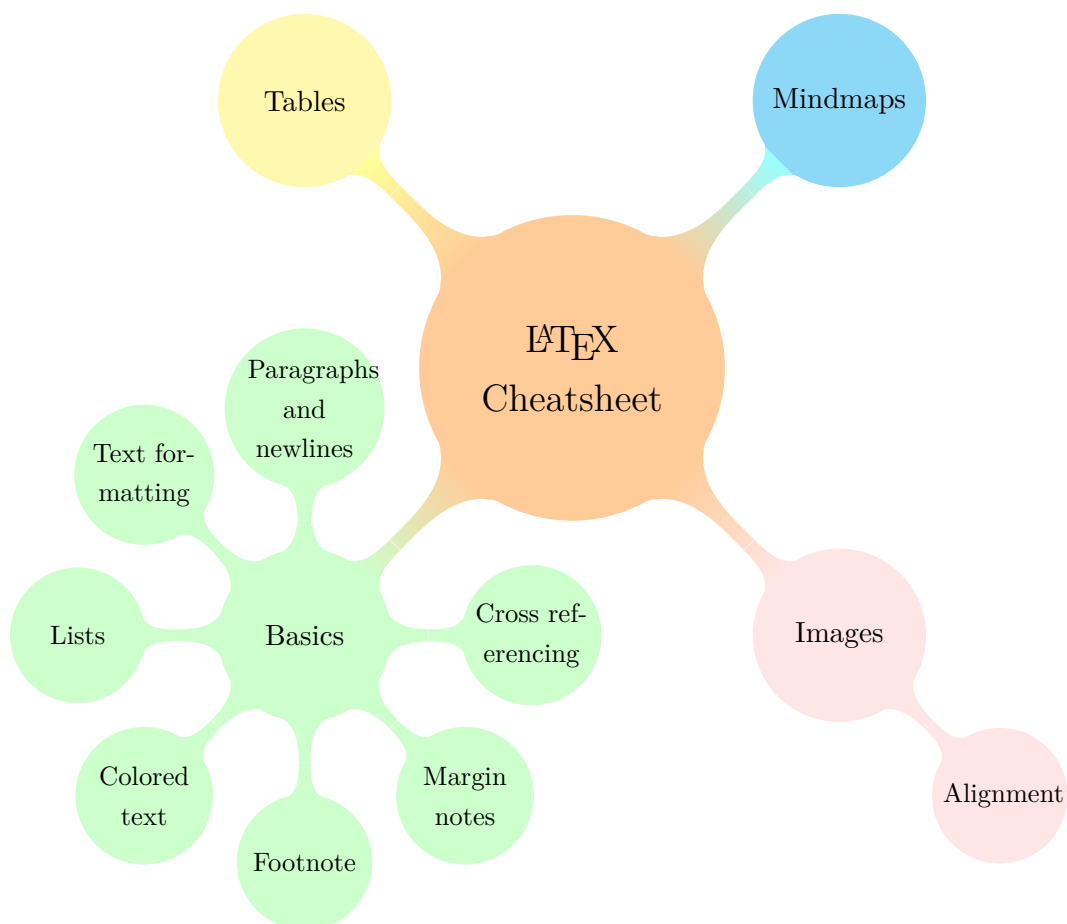 Tables
Mindmaps
LATEX
Cheatsheet
Paragraphs
and
newlines
Text for-
matting
Lists
Basics
Cross ref-
erencing
Images
Colored
text
Margin
notes
Footnote
Alignment